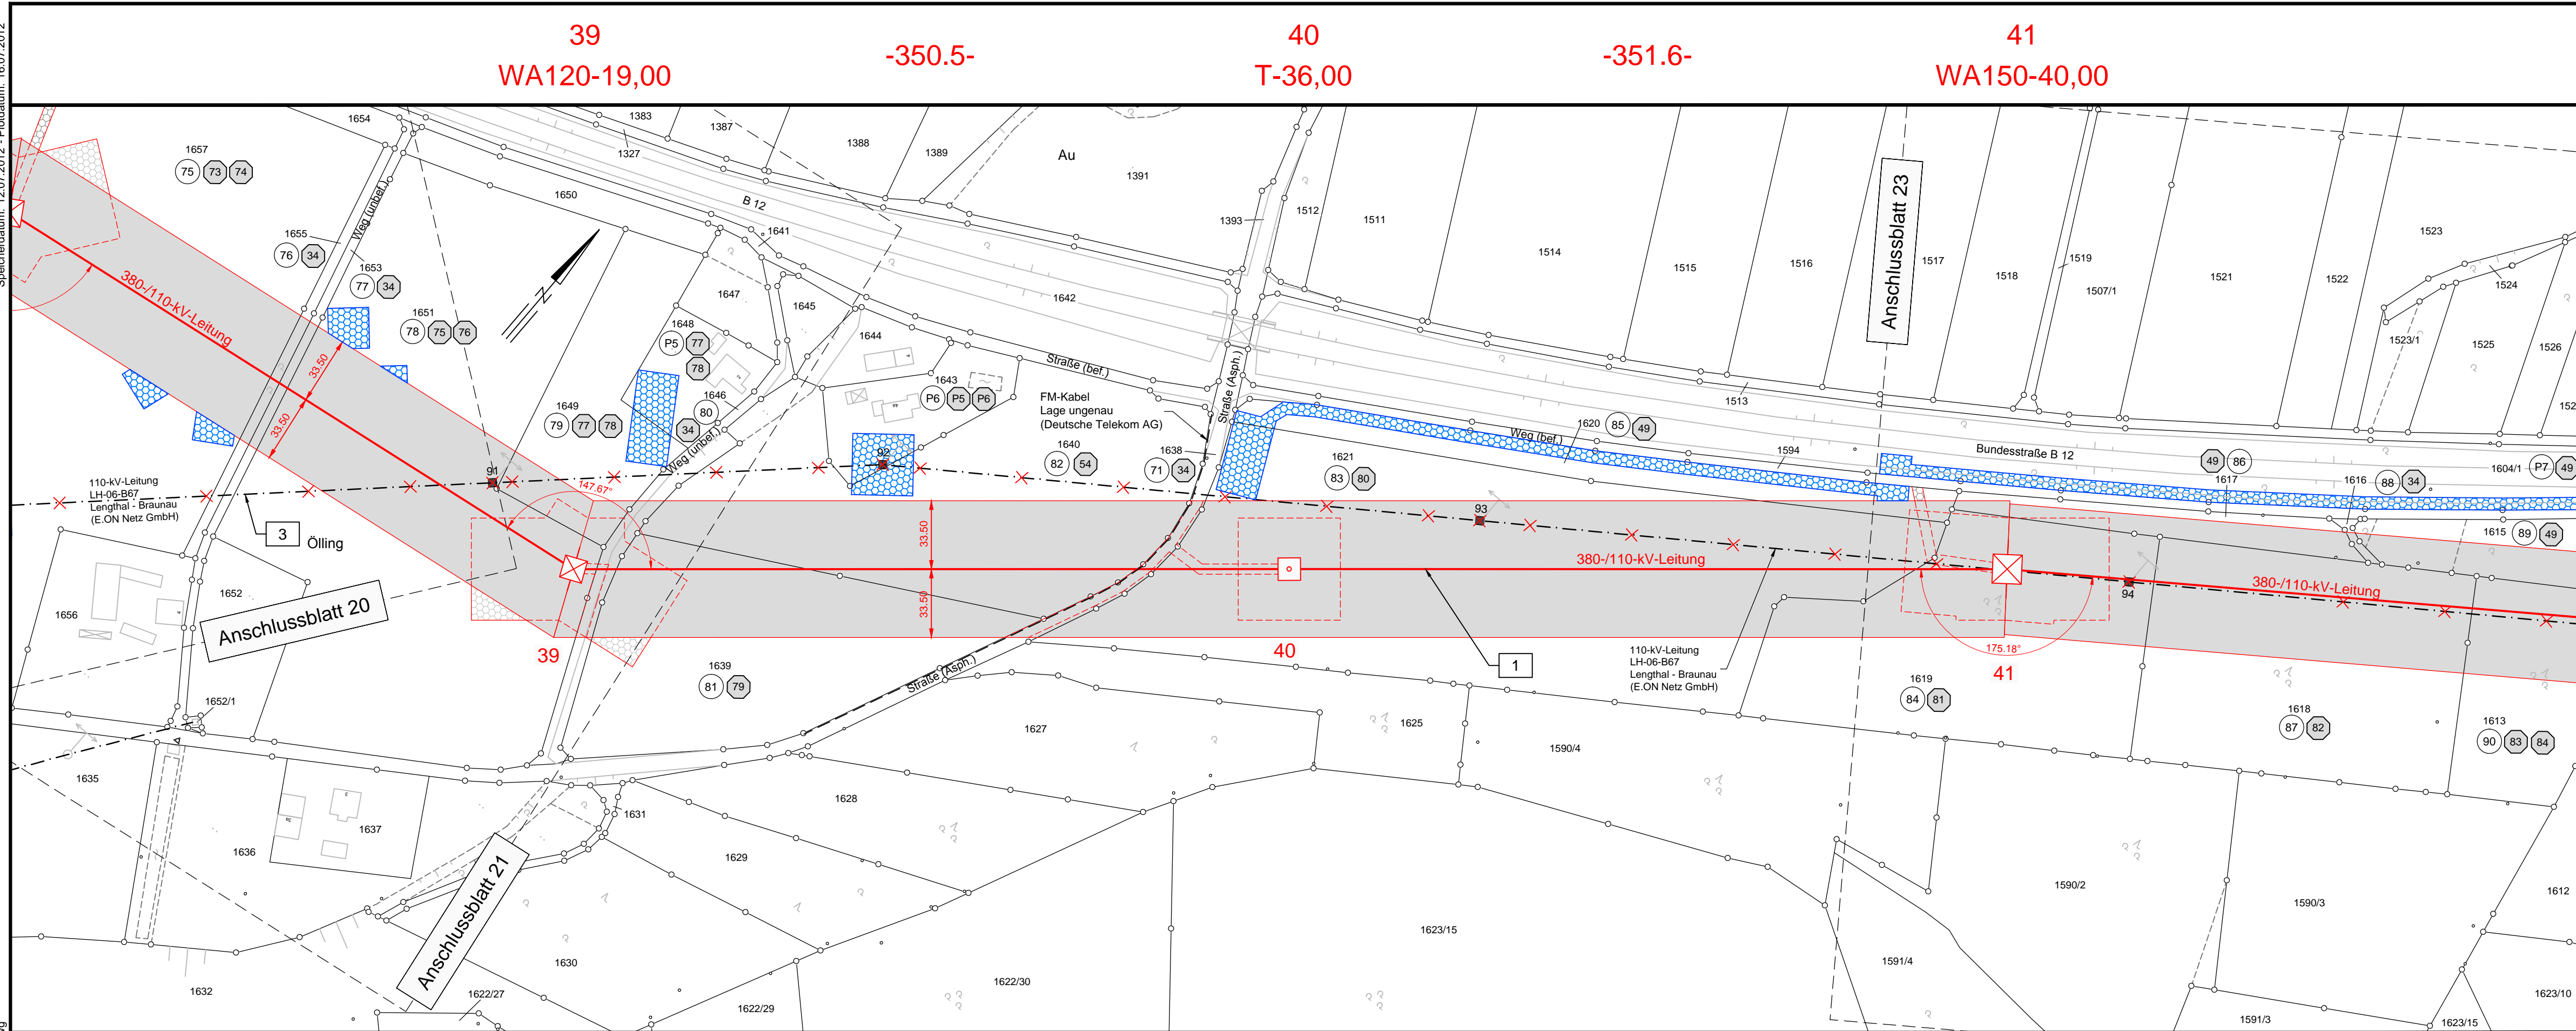 39
-350.5-
40
-351.6-
41
WA120-19,00
T-36,00
WA150-40,00
Speicherdatum: 12.07.2012 - Plotdatum: 16.07.2012
1654
1383
1387
1327
1388
1389
Au
1391
1657
75 73 74
1650
B 12
1393
1512
1511
1514
1515
1516
Anschlussblatt 23
1517
1518
1519
1507/1
1521
1522
1523
1524
1523/1
1525
1526
1655
76 34
Weg (unbef.)
1653
77 34
1641
1647
1645
1642
1644
380-/110-kV-Leitung
33.50
33.50
1651
78 75 76
N
1648
P5 77
78
1646
80
34
1649
79 77 78
Weg (unbef.)
1643
P6 P5 P6
Straße (bef.)
Straße (Asph.)
FM-Kabel
Lage ungenau
(Deutsche Telekom AG)
1640
82 54
1638
71 34
1513
Weg (bef.)
1620
85 49
1594
Bundesstraße B 12
49 86
1604/1
P7 49
1621
83 80
1617
1616
88 34
1615
89 49
110-kV-Leitung
LH-06-B67
Lengthal - Braunau
(E.ON Netz GmbH)
3
Ölling
91
92
93
94
147.67°
33.50
33.50
380-/110-kV-Leitung
380-/110-kV-Leitung
175.18°
1656
1652
Anschlussblatt 20
1652/1
39
40
41
1
1639
81 79
Straße (Asph.)
110-kV-Leitung
LH-06-B67
Lengthal - Braunau
(E.ON Netz GmbH)
1619
84 81
1618
87 82
1613
90 83 84
1627
1625
1590/4
1635
1636
1637
1631
1628
1629
1630
1632
Anschlussblatt 21
1622/27
1622/29
1622/30
1623/15
1590/2
1590/3
1612
1591/4
1591/3
1623/10
1623/15